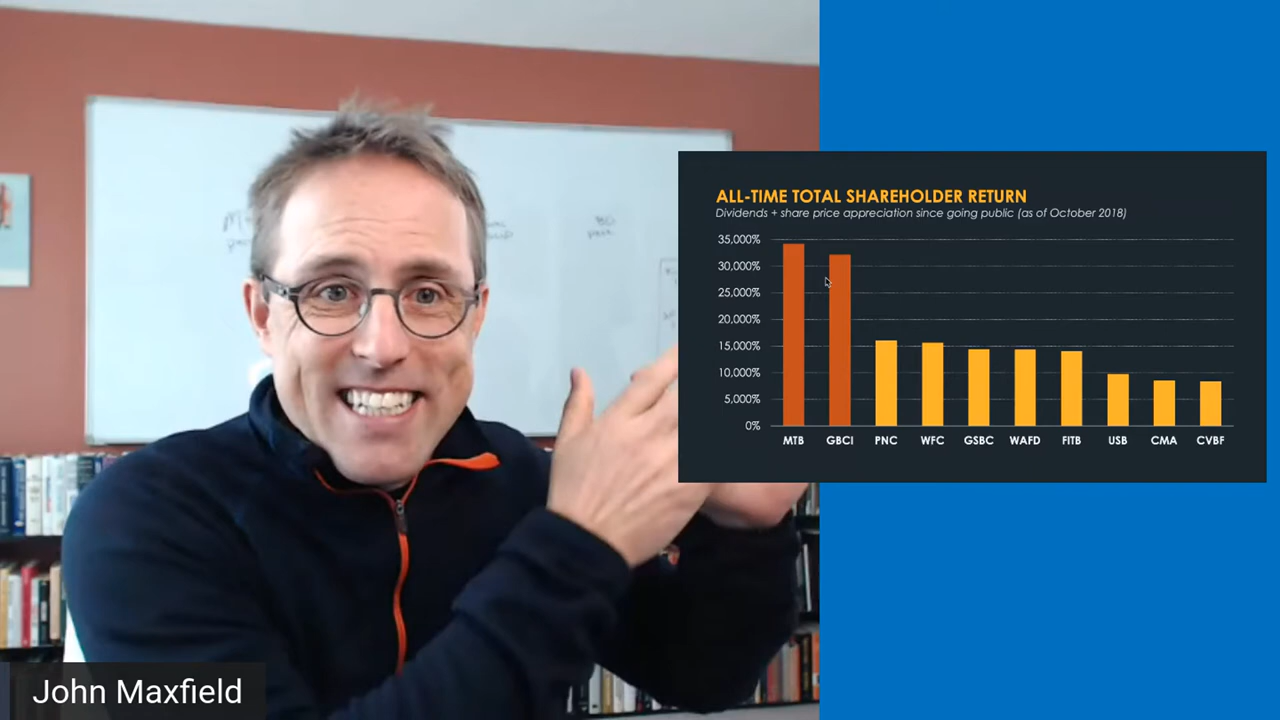 ALL-TIME TOTAL SHAREHOLDER RETURN
Dividends + share price appreciation since going public (as of October 2018)
35,000%
30,000%
25,000%
20,000%
15,000%
10,000%
5,000%
0%
MTB GBCI PNC WFC GSBC WAFD FITB USB CMA CVBF
John Maxfield